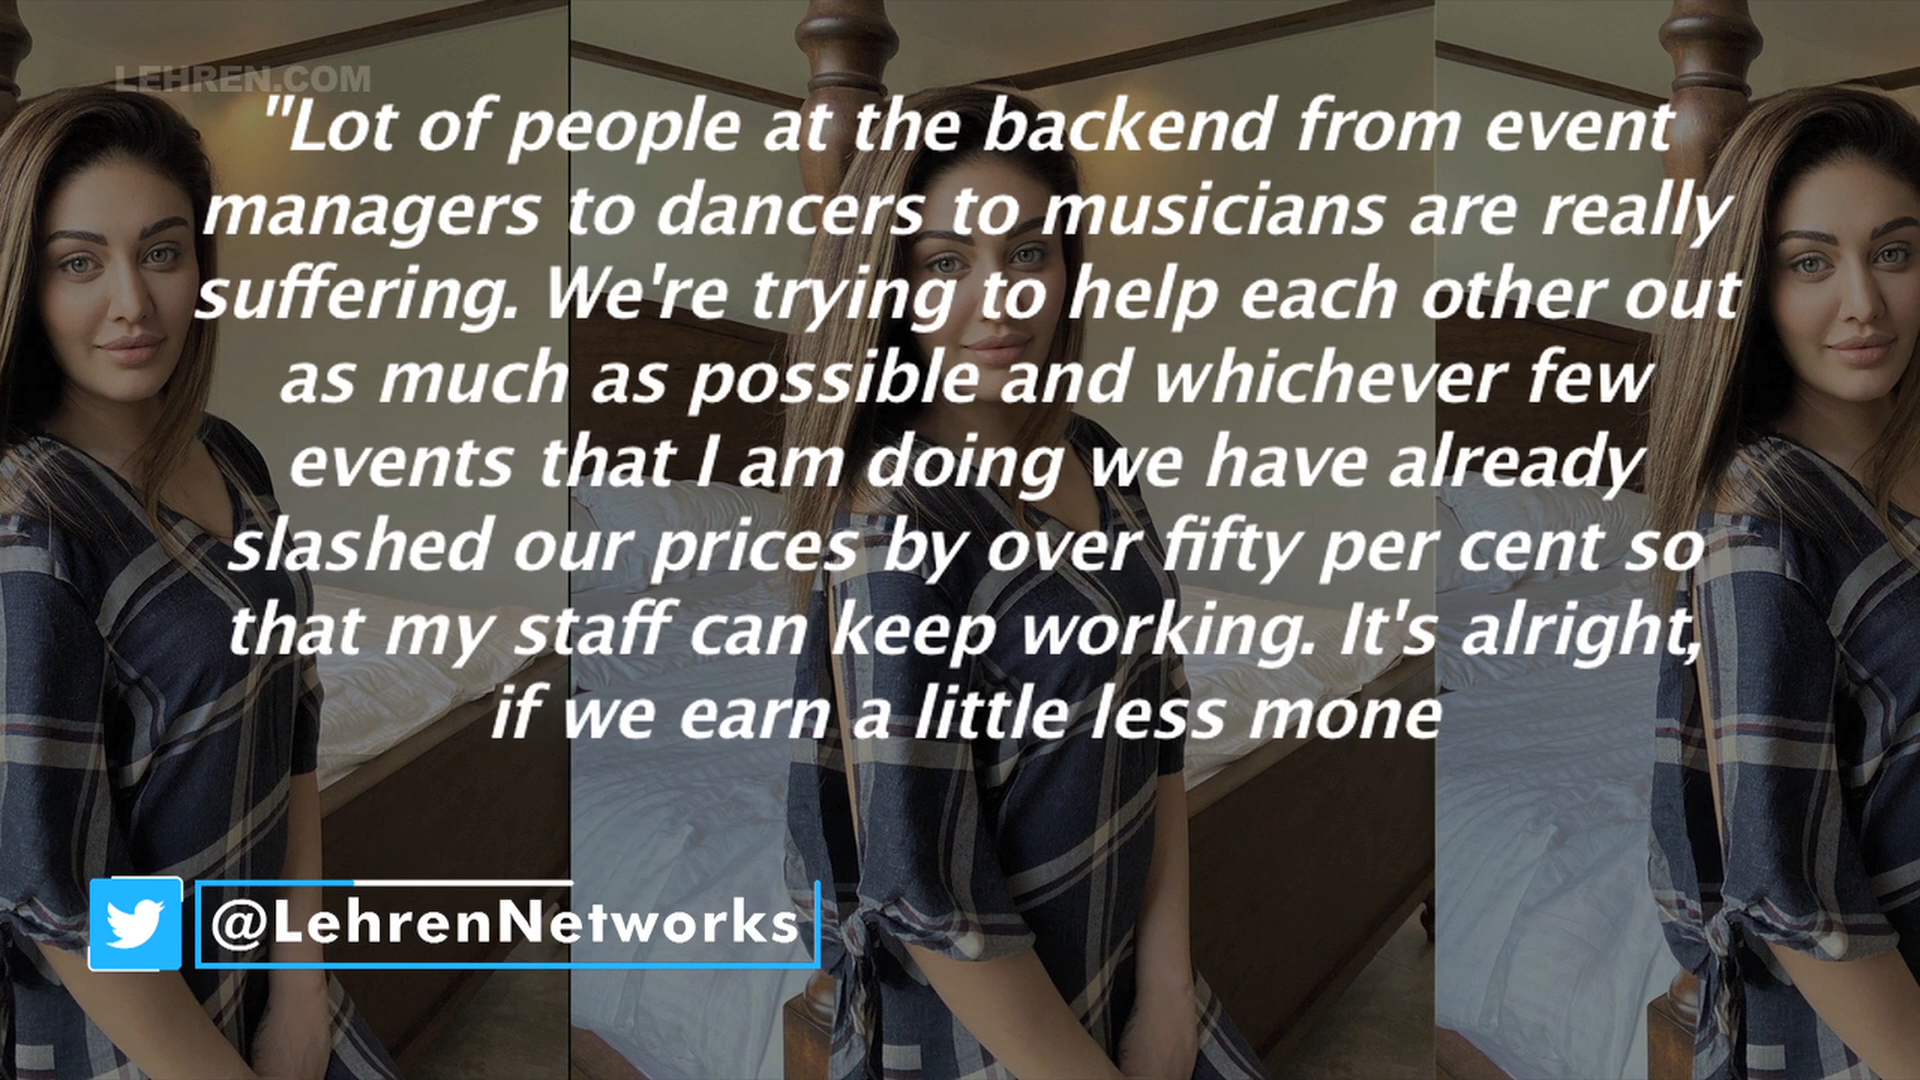 LEHREN.COM
"Lot of people at the backend from event
managers to dancers to musicians are really
suffering. We're trying to help each other out
as much as possible and whichever few
events that I am doing we have already
slashed our prices by over fifty per cent so
that my staff can keep working. It's alright,
if we earn a little less mone
@LehrenNetworks